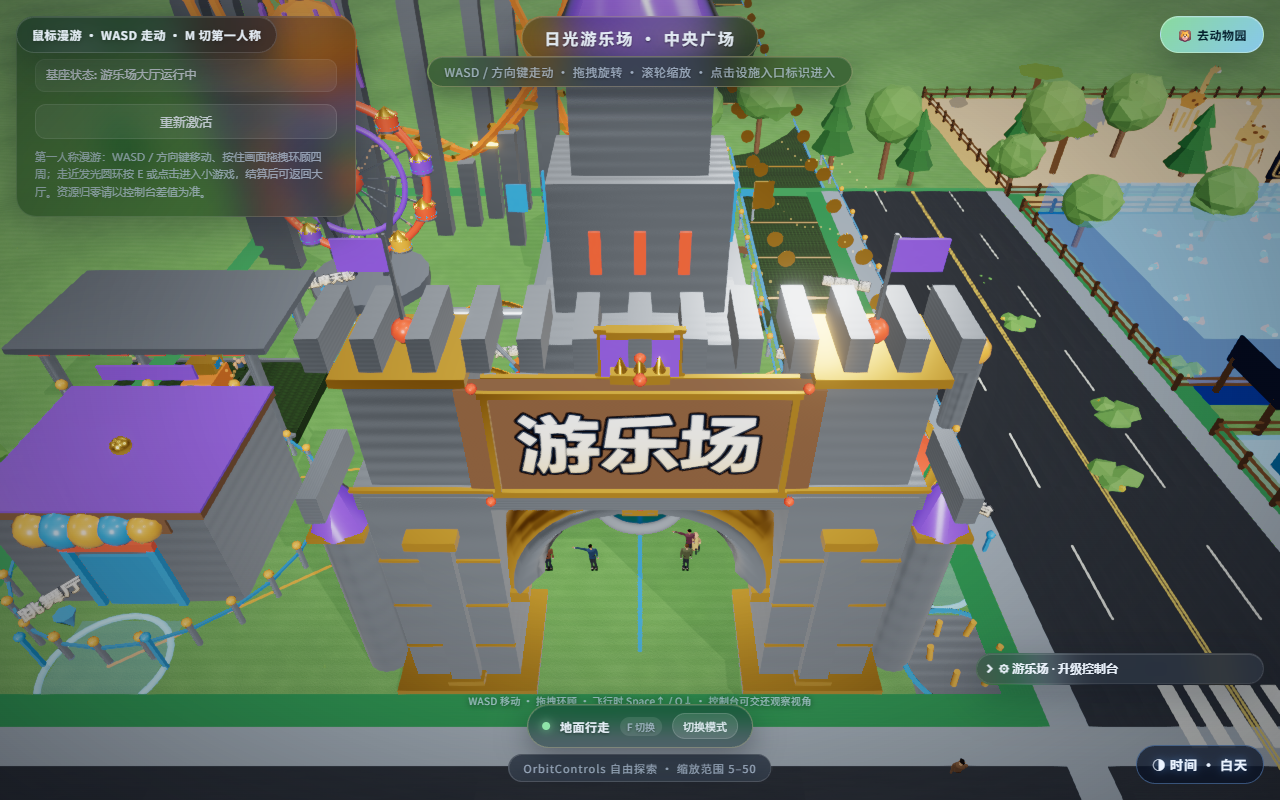 鼠标漫游 • WASD 走动 • M 切第一人称
基座状态: 游乐场大厅运行中
重新激活
第一人称漫游：WASD / 方向键移动、按住画面拖拽环顾四
周；走近发光圆环按 E 或点击进入小游戏，结算后可返回大
厅。资源归零请以控制台差值为准。
日光游乐场 • 中央广场
WASD / 方向键走动 • 拖拽旋转 • 滚轮缩放 • 点击设施入口标识进入
🦁 去动物园
摩天轮
游乐场
跳舞厅
⚙ 游乐场 · 升级控制台
WASD 移动 • 拖拽环顾 • 飞行时 Space↑ / Q↓ • 控制台可交还观察视角
地面行走 F 切换 切换模式
OrbitControls 自由探索 • 缩放范围 5–50
时间 • 白天